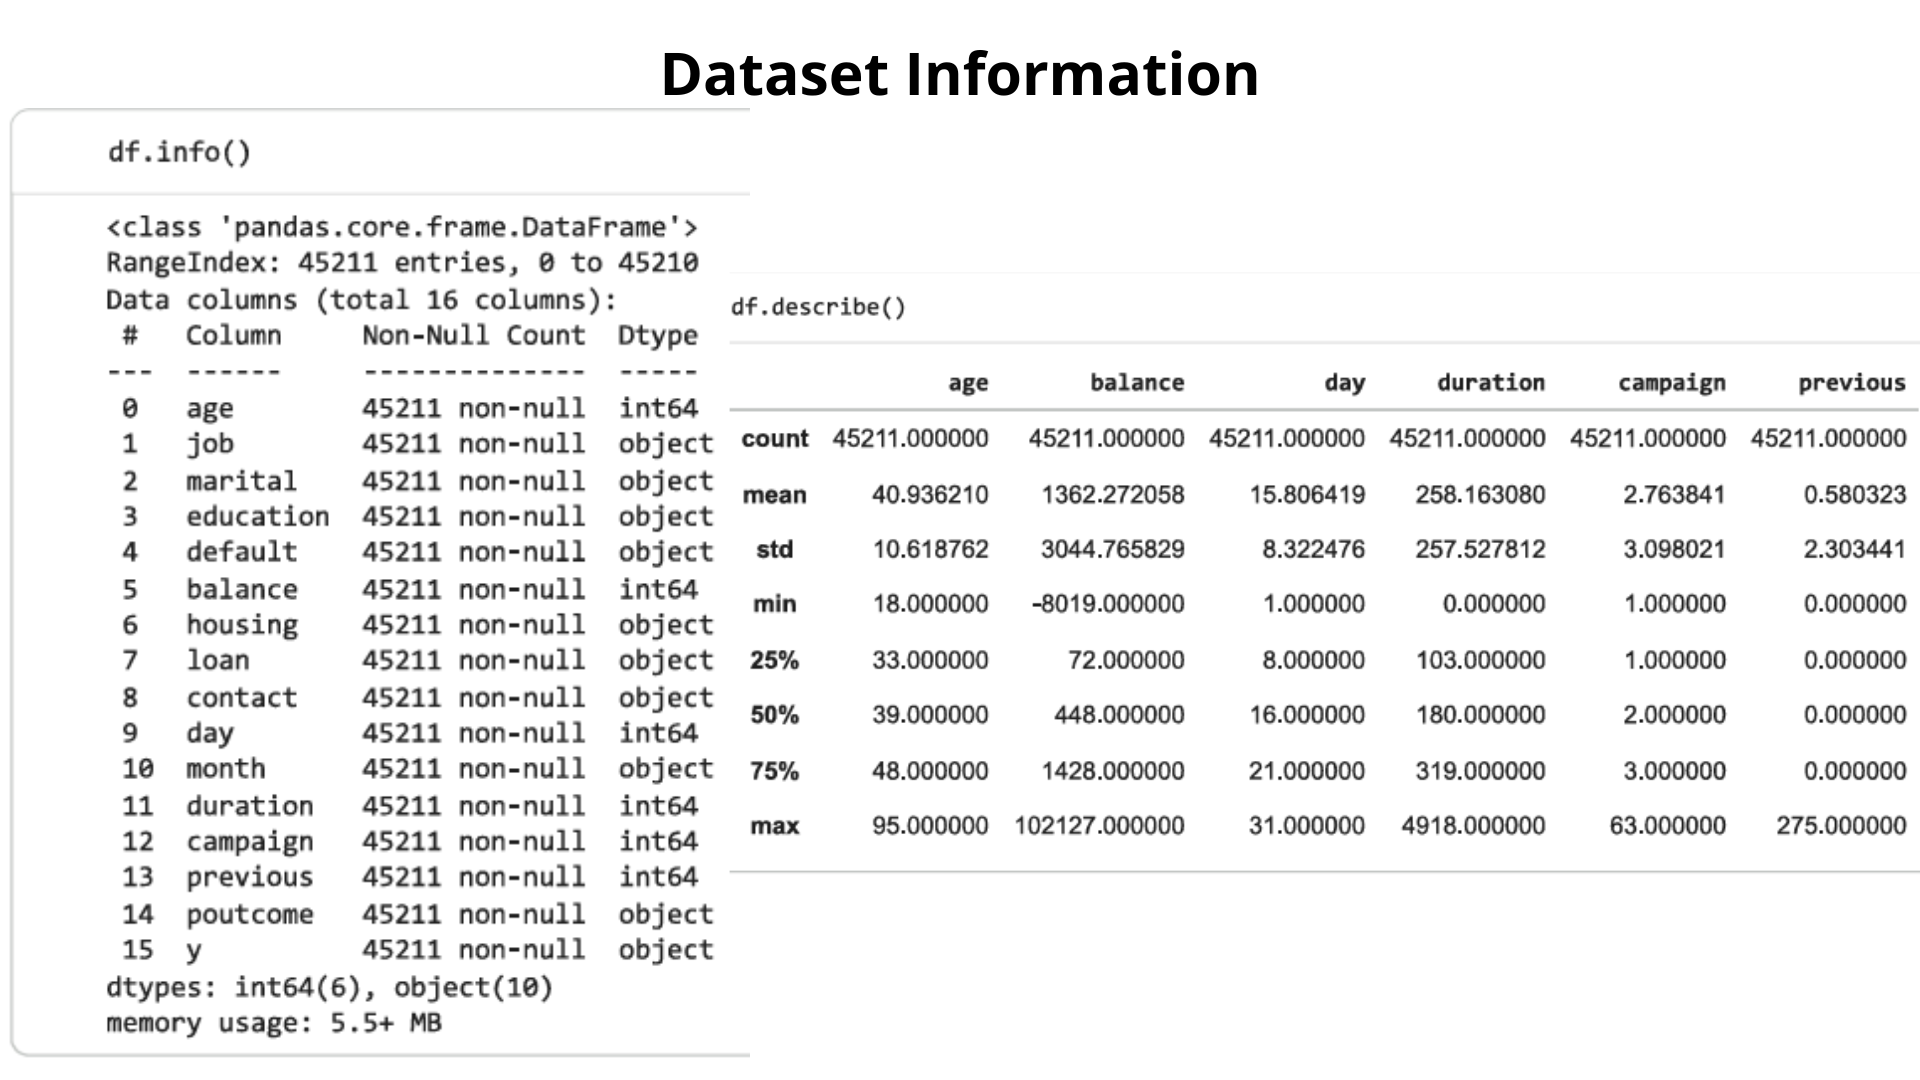 Dataset Information
df.info()
<class 'pandas.core.frame.DataFrame'>
RangeIndex: 45211 entries, 0 to 45210
Data columns (total 16 columns):
# Column Non-Null Count Dtype
--- ------ -------------- -----
0 age 45211 non-null int64
1 job 45211 non-null object
2 marital 45211 non-null object
3 education 45211 non-null object
4 default 45211 non-null object
5 balance 45211 non-null int64
6 housing 45211 non-null object
7 loan 45211 non-null object
8 contact 45211 non-null object
9 day 45211 non-null int64
10 month 45211 non-null object
11 duration 45211 non-null int64
12 campaign 45211 non-null int64
13 previous 45211 non-null int64
14 poutcome 45211 non-null object
15 y 45211 non-null object
dtypes: int64(6), object(10)
memory usage: 5.5+ MB
df.describe()
age balance day duration campaign previous
count 45211.000000 45211.000000 45211.000000 45211.000000 45211.000000 45211.000000
mean 40.936210 1362.272058 15.806419 258.163080 2.763841 0.580323
std 10.618762 3044.765829 8.322476 257.527812 3.098021 2.303441
min 18.000000 -8019.000000 1.000000 0.000000 1.000000 0.000000
25% 33.000000 72.000000 8.000000 103.000000 1.000000 0.000000
50% 39.000000 448.000000 16.000000 180.000000 2.000000 0.000000
75% 48.000000 1428.000000 21.000000 319.000000 3.000000 0.000000
max 95.000000 102127.000000 31.000000 4918.000000 63.000000 275.000000